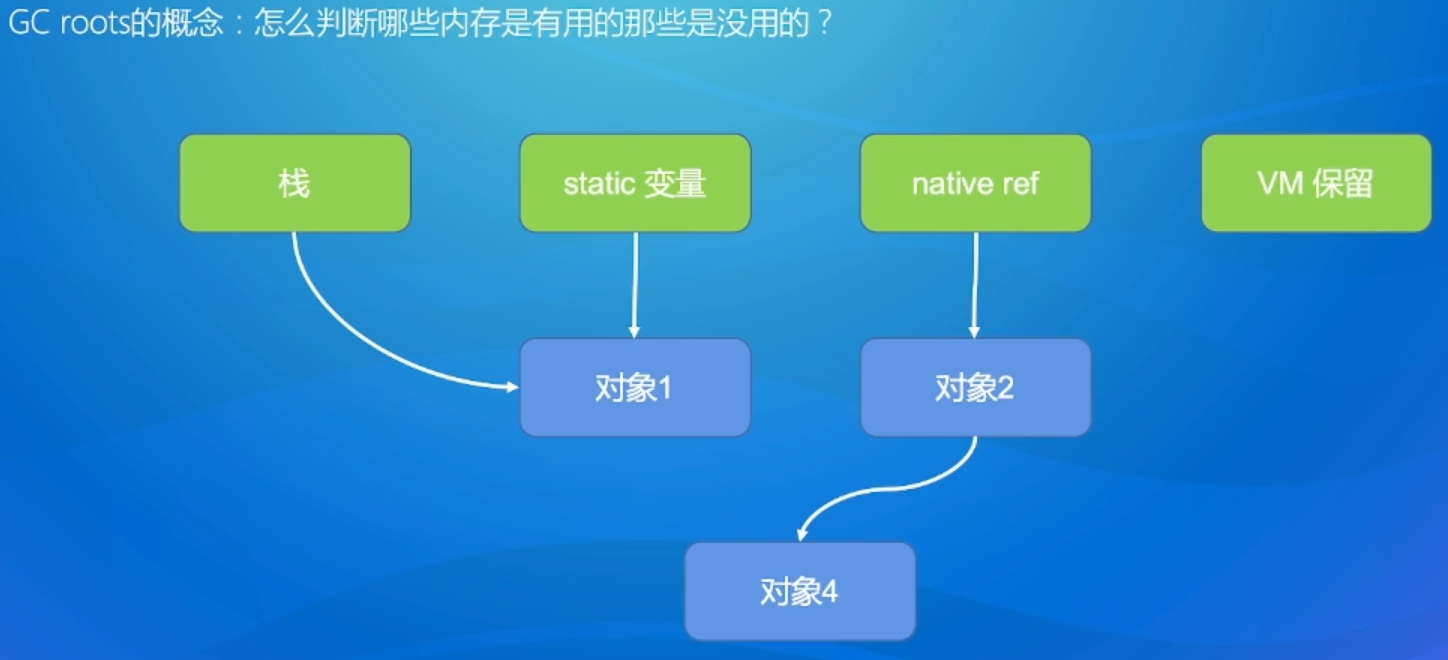 GC roots的概念：怎么判断哪些内存是有用的那些是没用的？
栈
static 变量
native ref
VM 保留
对象1
对象2
对象4